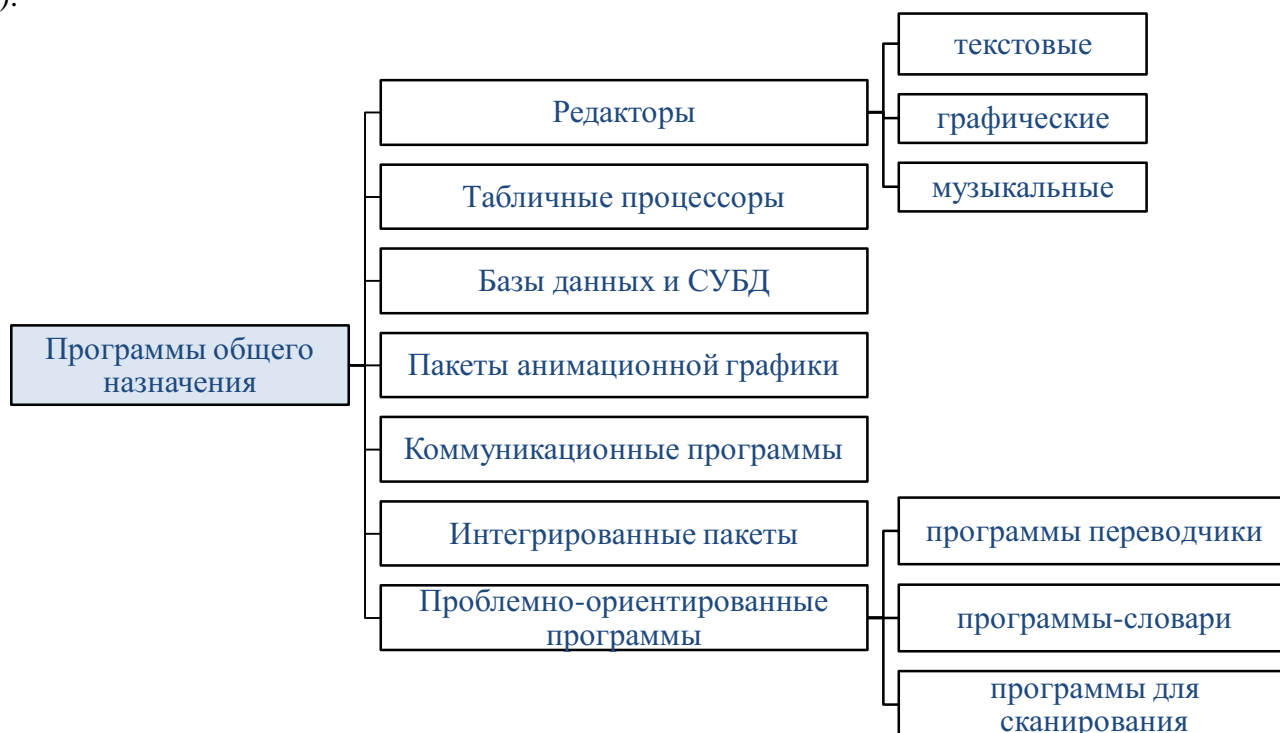 ).
текстовые
Редакторы
графические
музыкальные
Табличные процессоры
Базы данных и СУБД
Программы общего
назначения
Пакеты анимационной графики
Коммуникационные программы
Интегрированные пакеты
Проблемно-ориентированные
программы
программы переводчики
программы-словари
программы для
сканирования